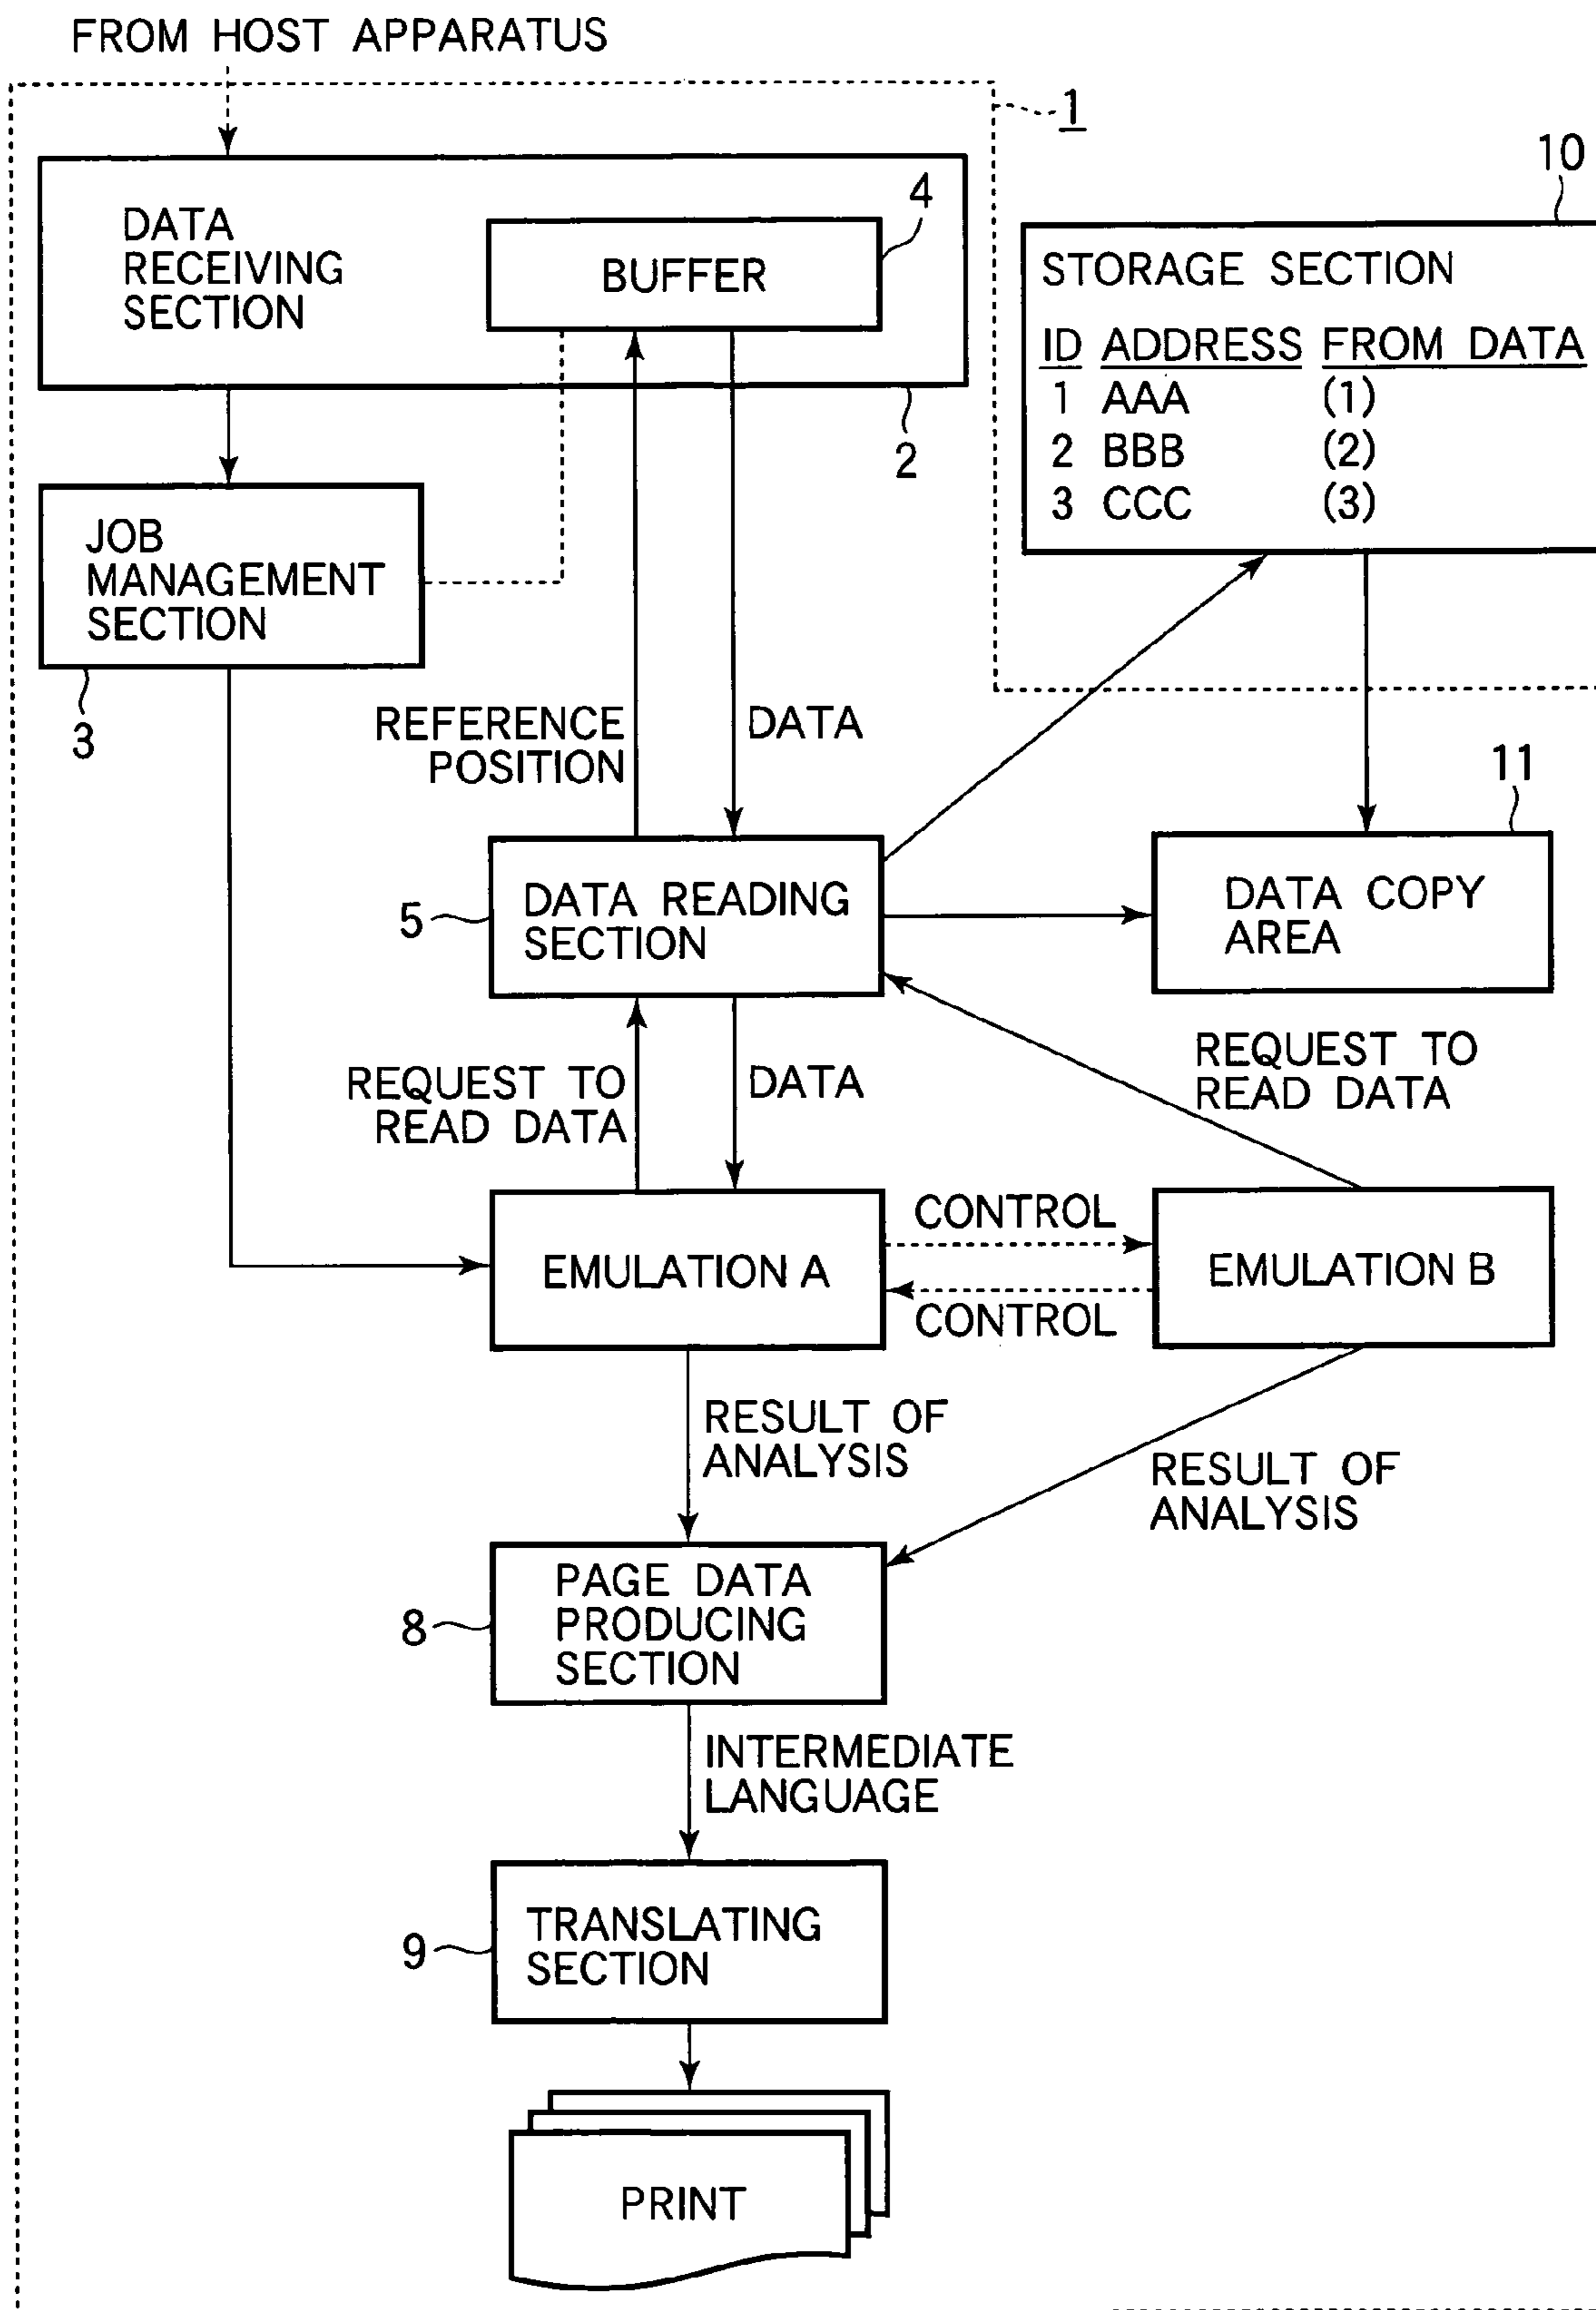 FROM HOST APPARATUS
1
10
DATA
RECEIVING
SECTION
4
BUFFER
2
STORAGE SECTION
ID ADDRESS FROM DATA
1 AAA (1)
2 BBB (2)
3 CCC (3)
JOB
MANAGEMENT
SECTION
3
REFERENCE
POSITION
DATA
11
5
DATA READING
SECTION
DATA COPY
AREA
REQUEST TO
READ DATA
DATA
REQUEST TO
READ DATA
EMULATION A
CONTROL
CONTROL
EMULATION B
RESULT OF
ANALYSIS
RESULT OF
ANALYSIS
8
PAGE DATA
PRODUCING
SECTION
INTERMEDIATE
LANGUAGE
9
TRANSLATING
SECTION
PRINT